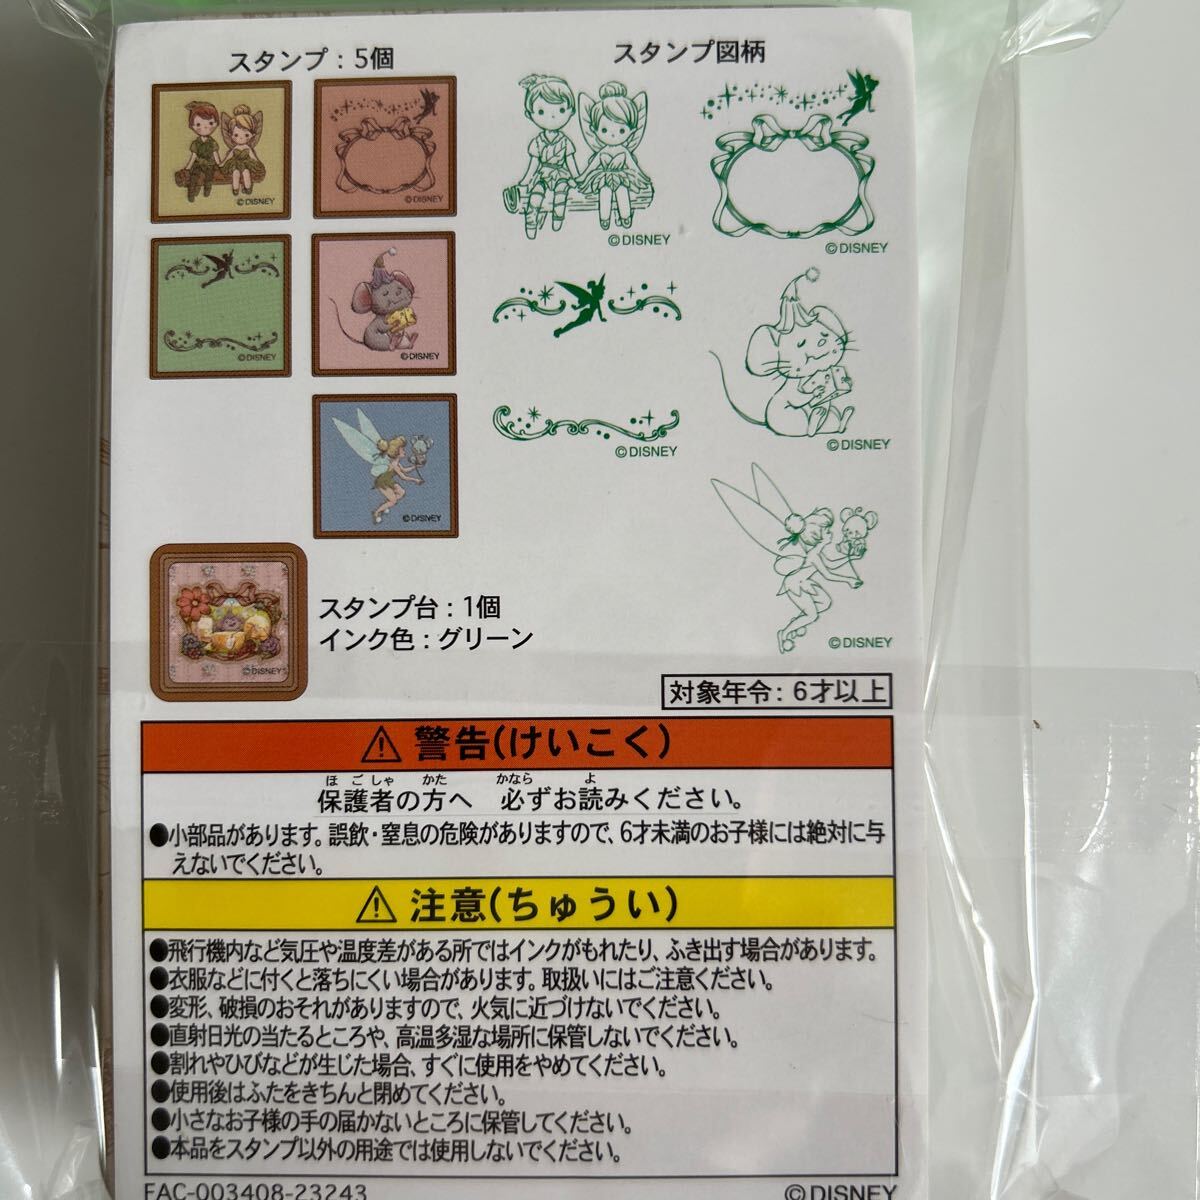 スタンプ：5個
スタンプ図柄
©DISNEY
©DISNEY
©DISNEY
©DISNEY
©DISNEY
©DISNEY
©DISNEY
©DISNEY
©DISNEY
©DISNEY
©DISNEY
スタンプ台：1個
インク色：グリーン
対象年令：6才以上
⚠ 警告(けいこく)
ほごしゃ かた かなら よ
保護者の方へ 必ずお読みください。
●小部品があります。誤飲・窒息の危険がありますので、6才未満のお子様には絶対に与
えないでください。
⚠ 注意(ちゅうい)
●飛行機内など気圧や温度差がある所ではインクがもれたり、ふき出す場合があります。
●衣服などに付くと落ちにくい場合があります。取扱いにはご注意ください。
●変形、破損のおそれがありますので、火気に近づけないでください。
●直射日光の当たるところや、高温多湿な場所に保管しないでください。
●割れやひびなどが生じた場合、すぐに使用をやめてください。
●使用後はふたをきちんと閉めてください。
●小さなお子様の手の届かないところに保管してください。
●本品をスタンプ以外の用途では使用しないでください。
FAC-003408-23243
©DISNEY